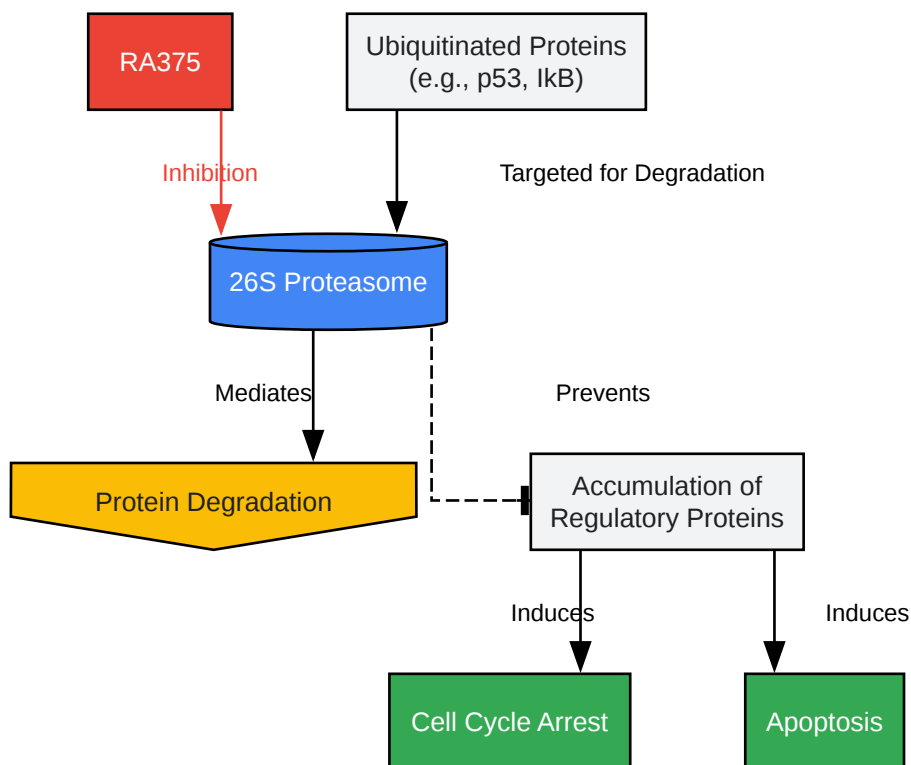 RA375
Ubiquitinated Proteins
(e.g., p53, IkB)
Inhibition
Targeted for Degradation
26S Proteasome
Mediates
Prevents
Protein Degradation
Accumulation of
Regulatory Proteins
Induces
Induces
Cell Cycle Arrest
Apoptosis